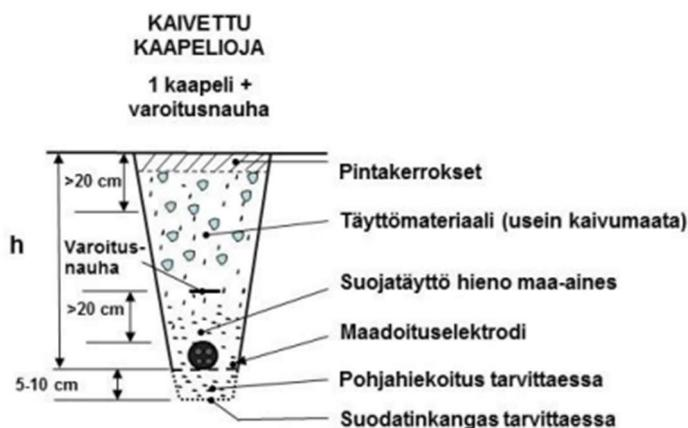 KAIVETTU
KAAPELIOJA
1 kaapeli +
varoitusnauha
>20 cm
h
Varoitus-
nauha
>20 cm
5-10 cm
Pintakerrokset
Täyttömateriaali (usein kaivumaata)
Suojatäyttö hieno maa-aines
Maadoituselektrodi
Pohjahiekoitus tarvittaessa
Suodatinkangas tarvittaessa